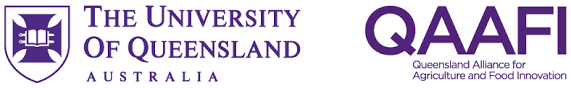 THE UNIVERSITY
OF QUEENSLAND
AUSTRALIA
QAAFI
Queensland Alliance for
Agriculture and Food Innovation